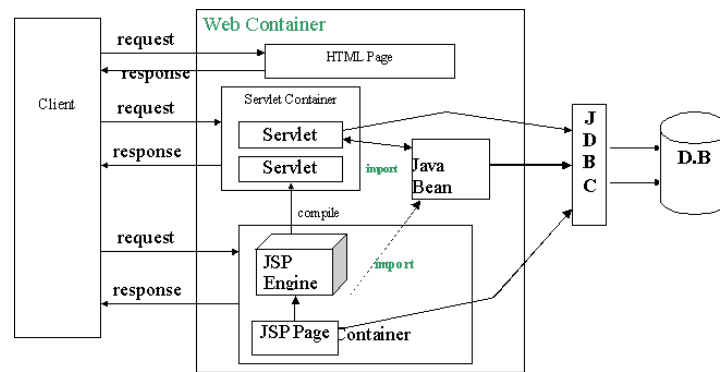 Web Container
request
HTML Page
response
Client
Servlet Container
request
Servlet
J
D
B
C
D.B
response
Servlet
import
Java
Bean
compile
request
JSP
Engine
import
response
JSP Page
Container